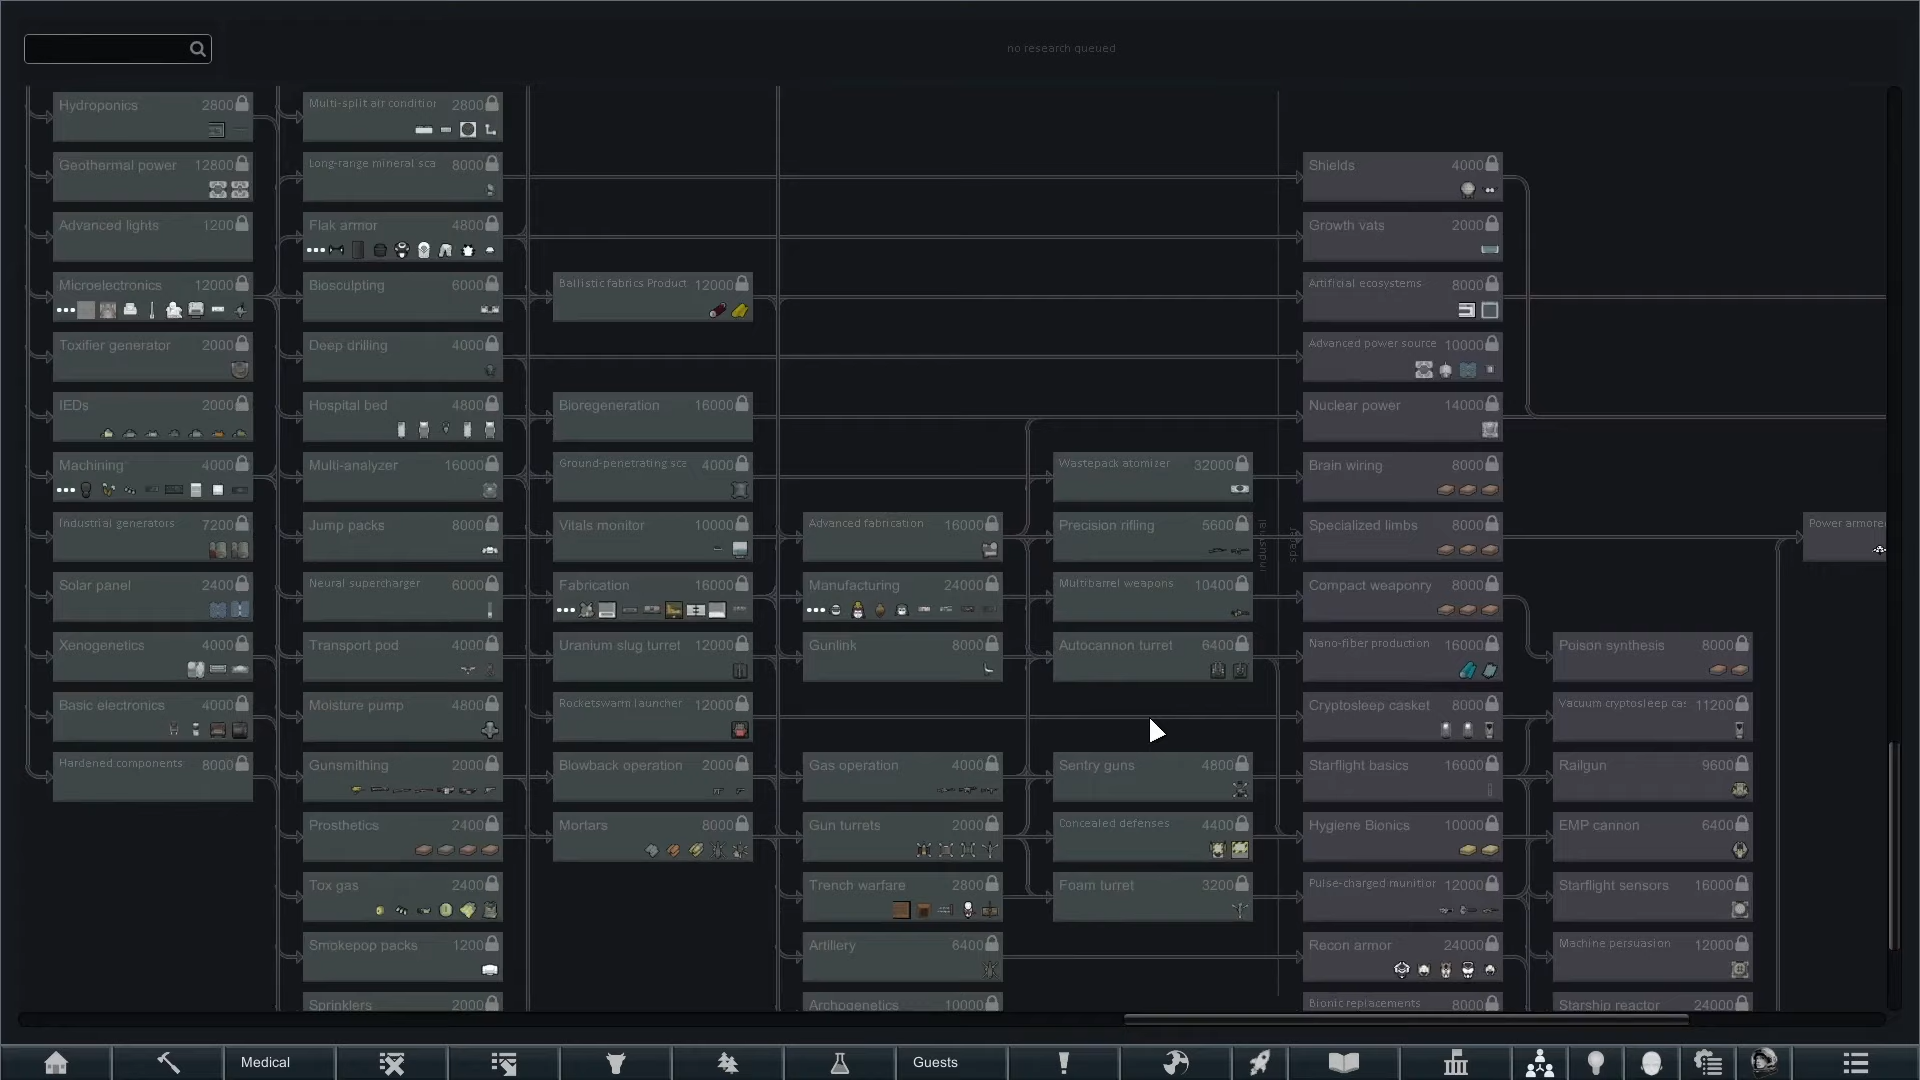 no research queued
Hydroponics 2800
Geothermal power 12800
Advanced lights 1200
Microelectronics 12000
Toxifier generator 2000
IEDs 2000
Machining 4000
Industrial generators 7200
Solar panel 2400
Xenogenetics 4000
Basic electronics 4000
Hardened components 8000
Multi-split air condition 2800
Long-range mineral sca 8000
Flak armor 4800
Biosculpting 6000
Deep drilling 4000
Hospital bed 4800
Multi-analyzer 16000
Jump packs 8000
Neural supercharger 6000
Transport pod 4000
Moisture pump 4800
Gunsmithing 2000
Prosthetics 2400
Tox gas 2400
Smokepop packs 1200
Sprinklers 2000
Ballistic fabrics Product 12000
Bioregeneration 16000
Ground-penetrating sca 4000
Vitals monitor 10000
Fabrication 16000
Uranium slug turret 12000
Rocketswarm launcher 12000
Blowback operation 2000
Mortars 8000
Advanced fabrication 16000
Manufacturing 24000
Gunlink 8000
Gas operation 4000
Gun turrets 2000
Trench warfare 2800
Artillery 6400
Archogenetics 10000
Wastepack atomizer 32000
Precision rifling 5600
Multibarrel weapons 10400
Autocannon turret 6400
Sentry guns 4800
Concealed defenses 4400
Foam turret 3200
Industrial
Spacer
Shields 4000
Growth vats 2000
Artificial ecosystems 8000
Advanced power source 10000
Nuclear power 14000
Brain wiring 8000
Specialized limbs 8000
Compact weaponry 8000
Nano-fiber production 16000
Cryptosleep casket 8000
Starflight basics 16000
Hygiene Bionics 10000
Pulse-charged munition 12000
Recon armor 24000
Bionic replacements 8000
Poison synthesis 8000
Vacuum cryptosleep cas 11200
Railgun 9600
EMP cannon 6400
Starflight sensors 16000
Machine persuasion 12000
Starship reactor 24000
Power armore
Medical
Guests